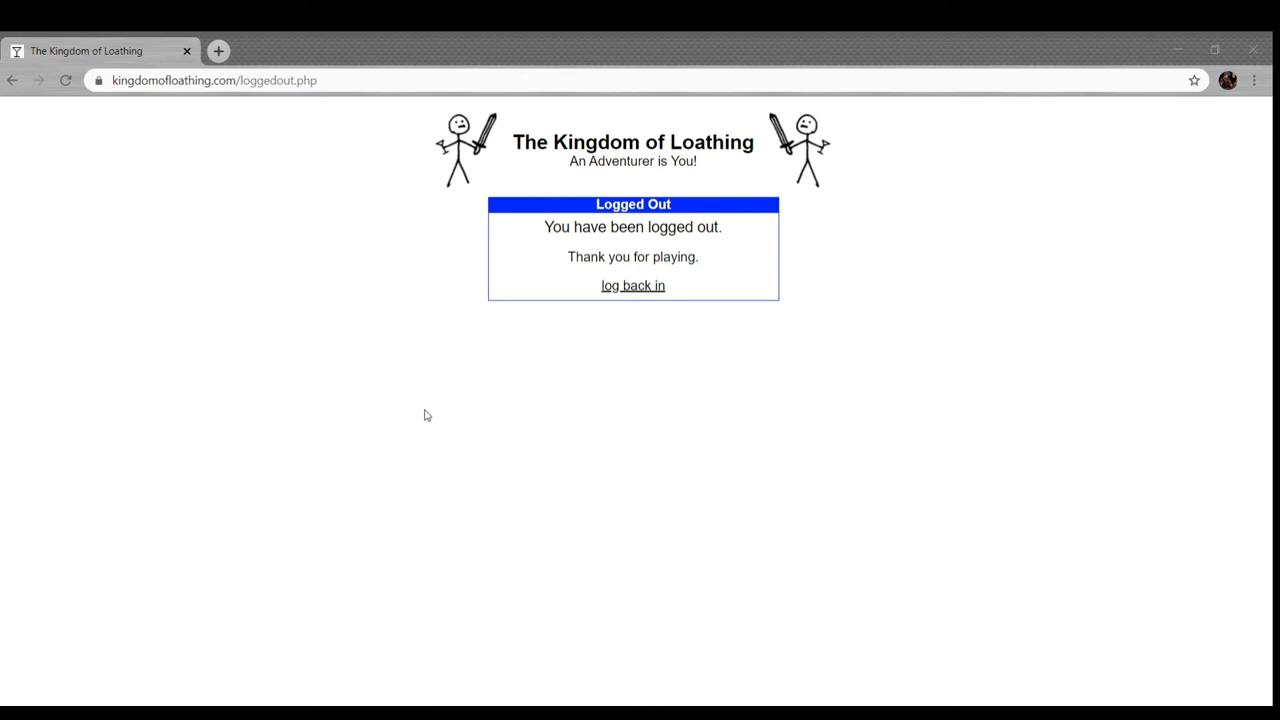 The Kingdom of Loathing
kingdomofloathing.com/loggedout.php
The Kingdom of Loathing
An Adventurer is You!
Logged Out
You have been logged out.
Thank you for playing.
log back in